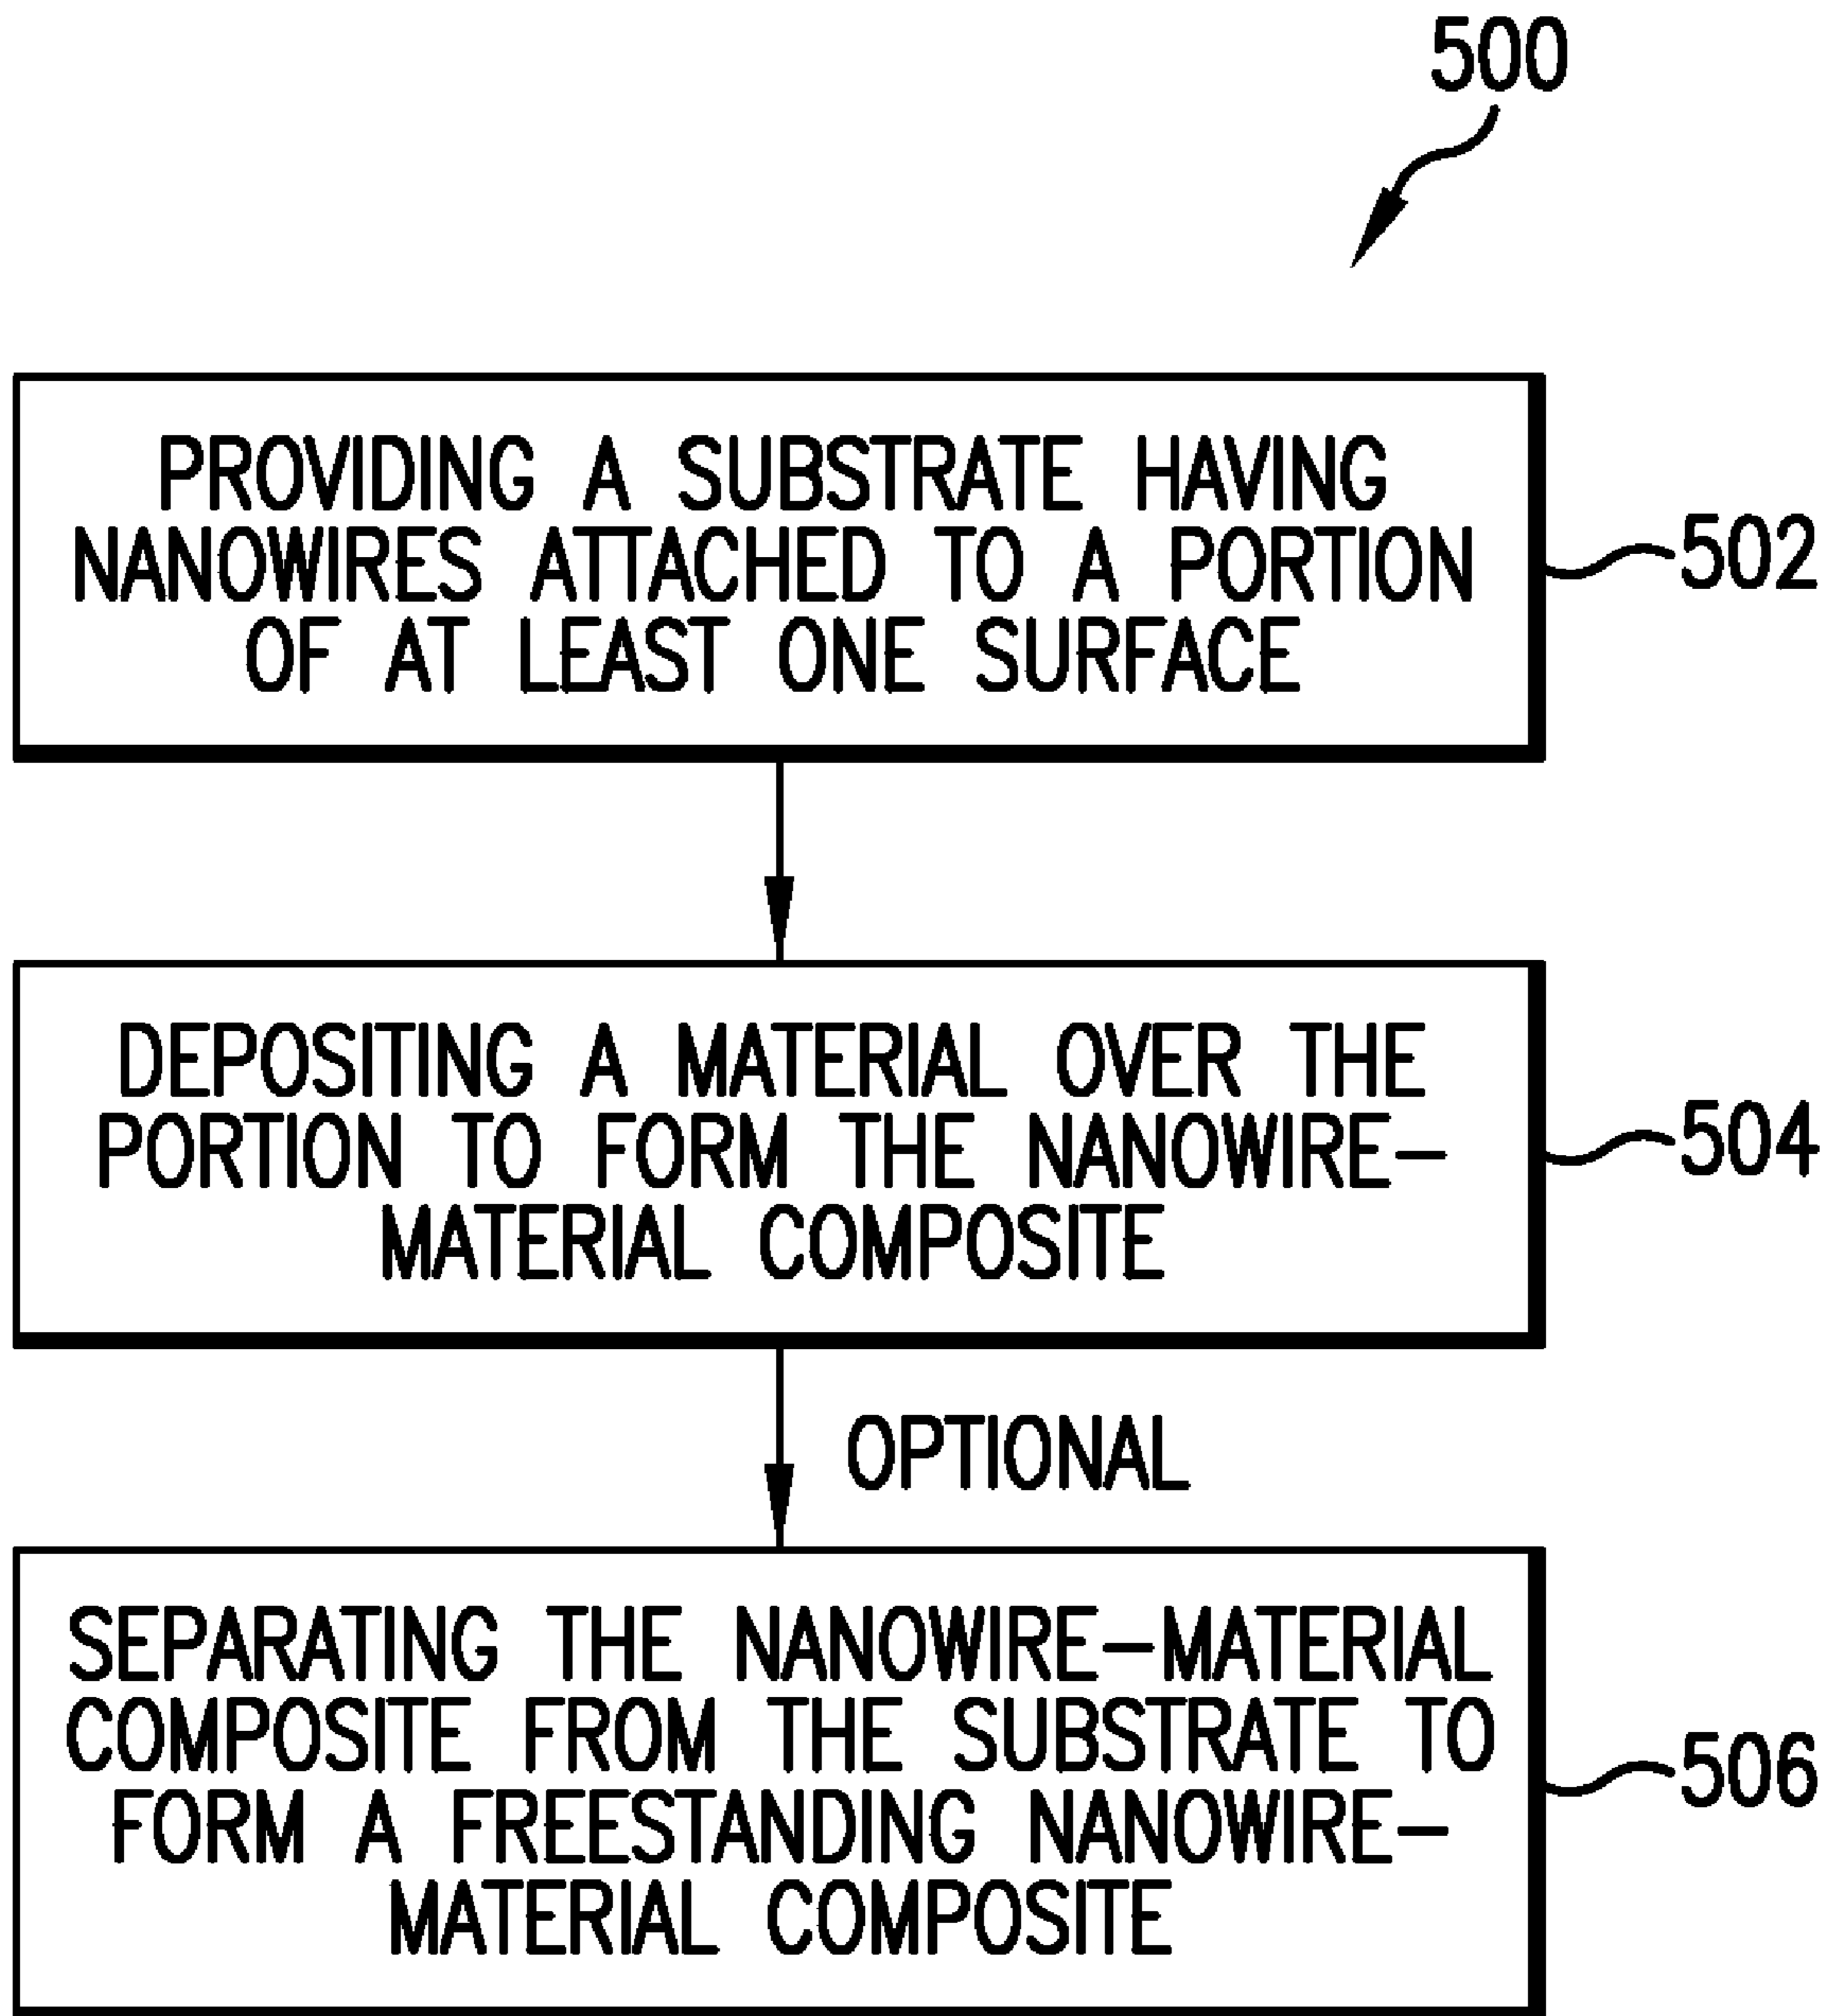 500
PROVIDING A SUBSTRATE HAVING
NANOWIRES ATTACHED TO A PORTION
OF AT LEAST ONE SURFACE
502
DEPOSITING A MATERIAL OVER THE
PORTION TO FORM THE NANOWIRE-
MATERIAL COMPOSITE
504
OPTIONAL
SEPARATING THE NANOWIRE-MATERIAL
COMPOSITE FROM THE SUBSTRATE TO
FORM A FREESTANDING NANOWIRE-
MATERIAL COMPOSITE
506